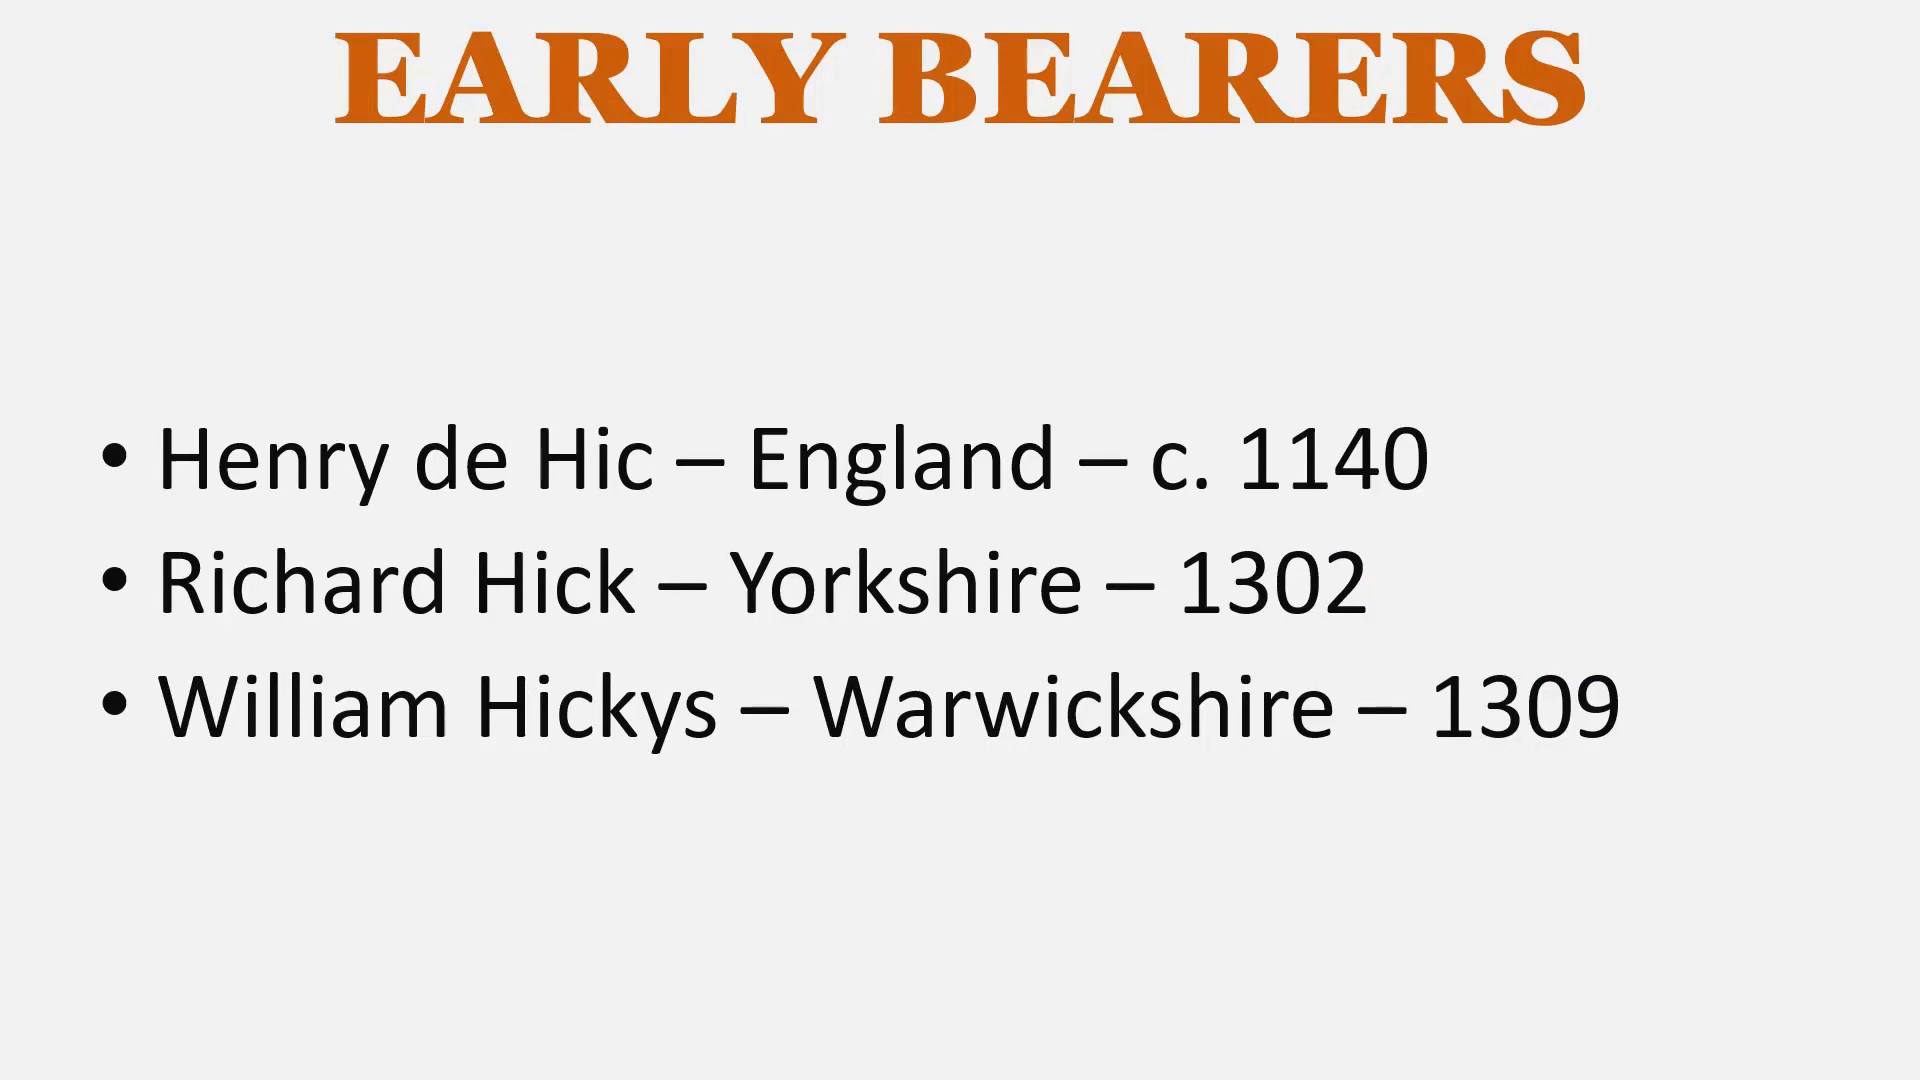 EARLY BEARERS
• Henry de Hic – England – c. 1140
• Richard Hick – Yorkshire – 1302
• William Hickys – Warwickshire – 1309